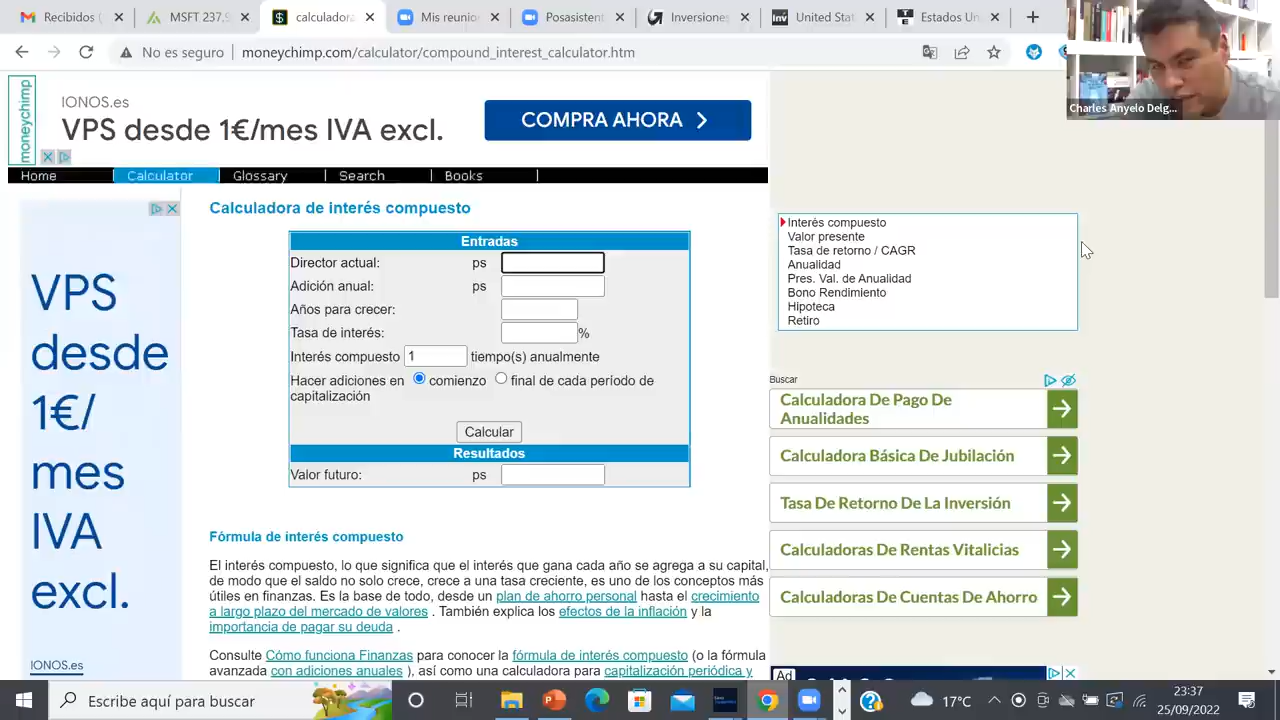 Recibidos (
MSFT 237.9
calculadora
Mis reunio
Posasistent
Inversiones
United Stat
Estados Un
No es seguro
moneychimp.com/calculator/compound_interest_calculator.htm
Charles Anyelo Delg...
moneychimp
IONOS.es
VPS desde 1€/mes IVA excl.
COMPRA AHORA
Home
Calculator
Glossary
Search
Books
VPS
desde
1€/
mes
IVA
excl.
IONOS.es
Calculadora de interés compuesto
Entradas
Director actual: ps
Adición anual: ps
Años para crecer:
Tasa de interés: %
Interés compuesto 1 tiempo(s) anualmente
Hacer adiciones en comienzo final de cada período de
capitalización
Calcular
Resultados
Valor futuro: ps
Fórmula de interés compuesto
El interés compuesto, lo que significa que el interés que gana cada año se agrega a su capital,
de modo que el saldo no solo crece, crece a una tasa creciente, es uno de los conceptos más
útiles en finanzas. Es la base de todo, desde un plan de ahorro personal hasta el crecimiento
a largo plazo del mercado de valores . También explica los efectos de la inflación y la
importancia de pagar su deuda .
Consulte Cómo funciona Finanzas para conocer la fórmula de interés compuesto (o la fórmula
avanzada con adiciones anuales ), así como una calculadora para capitalización periódica y
Interés compuesto
Valor presente
Tasa de retorno / CAGR
Anualidad
Pres. Val. de Anualidad
Bono Rendimiento
Hipoteca
Retiro
Buscar
Calculadora De Pago De
Anualidades
Calculadora Básica De Jubilación
Tasa De Retorno De La Inversión
Calculadoras De Rentas Vitalicias
Calculadoras De Cuentas De Ahorro
Ad
Escribe aquí para buscar
17°C
23:37
25/09/2022